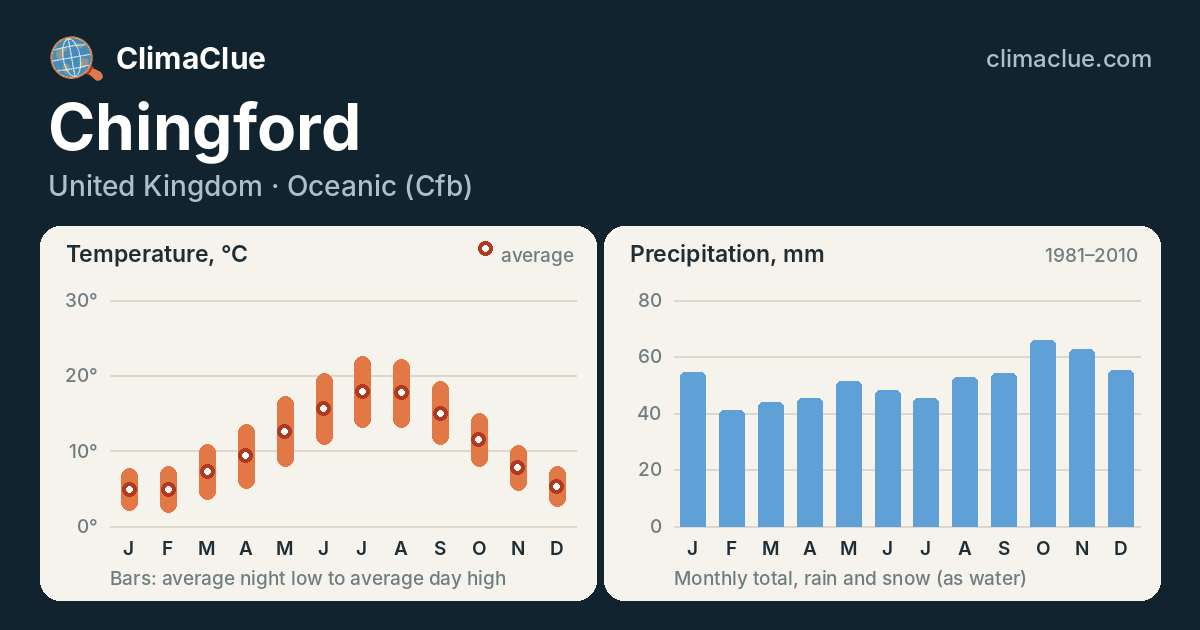 ClimaClue
climaclue.com
Chingford
United Kingdom · Oceanic (Cfb)
Temperature, °C
average
30°
20°
10°
0°
J F M A M J J A S O N D
Bars: average night low to average day high
Precipitation, mm
1981–2010
80
60
40
20
0
J F M A M J J A S O N D
Monthly total, rain and snow (as water)